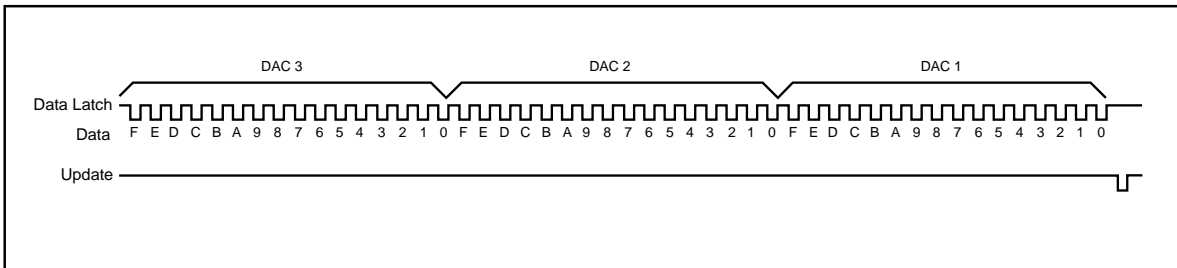 DAC 3 DAC 2 DAC 1
Data Latch
Data F E D C B A 9 8 7 6 5 4 3 2 1 0 F E D C B A 9 8 7 6 5 4 3 2 1 0 F E D C B A 9 8 7 6 5 4 3 2 1 0
Update